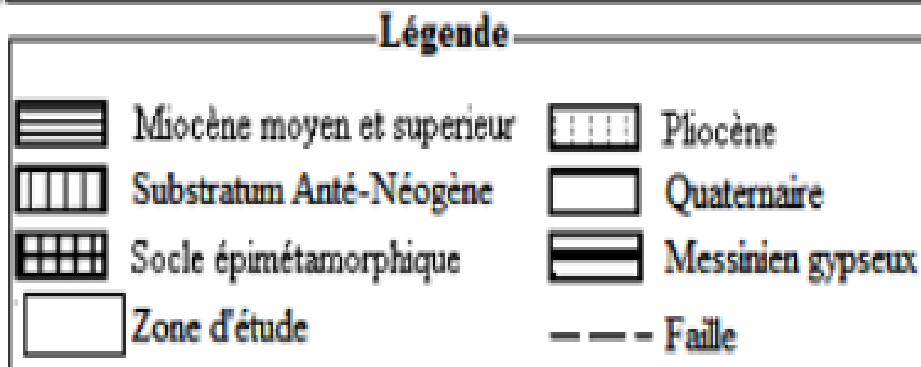 Légende
Miocène moyen et superieur
Pliocène
Substratum Anté-Néogène
Quaternaire
Socle épimétamorphique
Messinien gypseux
Zone d'étude
Faille